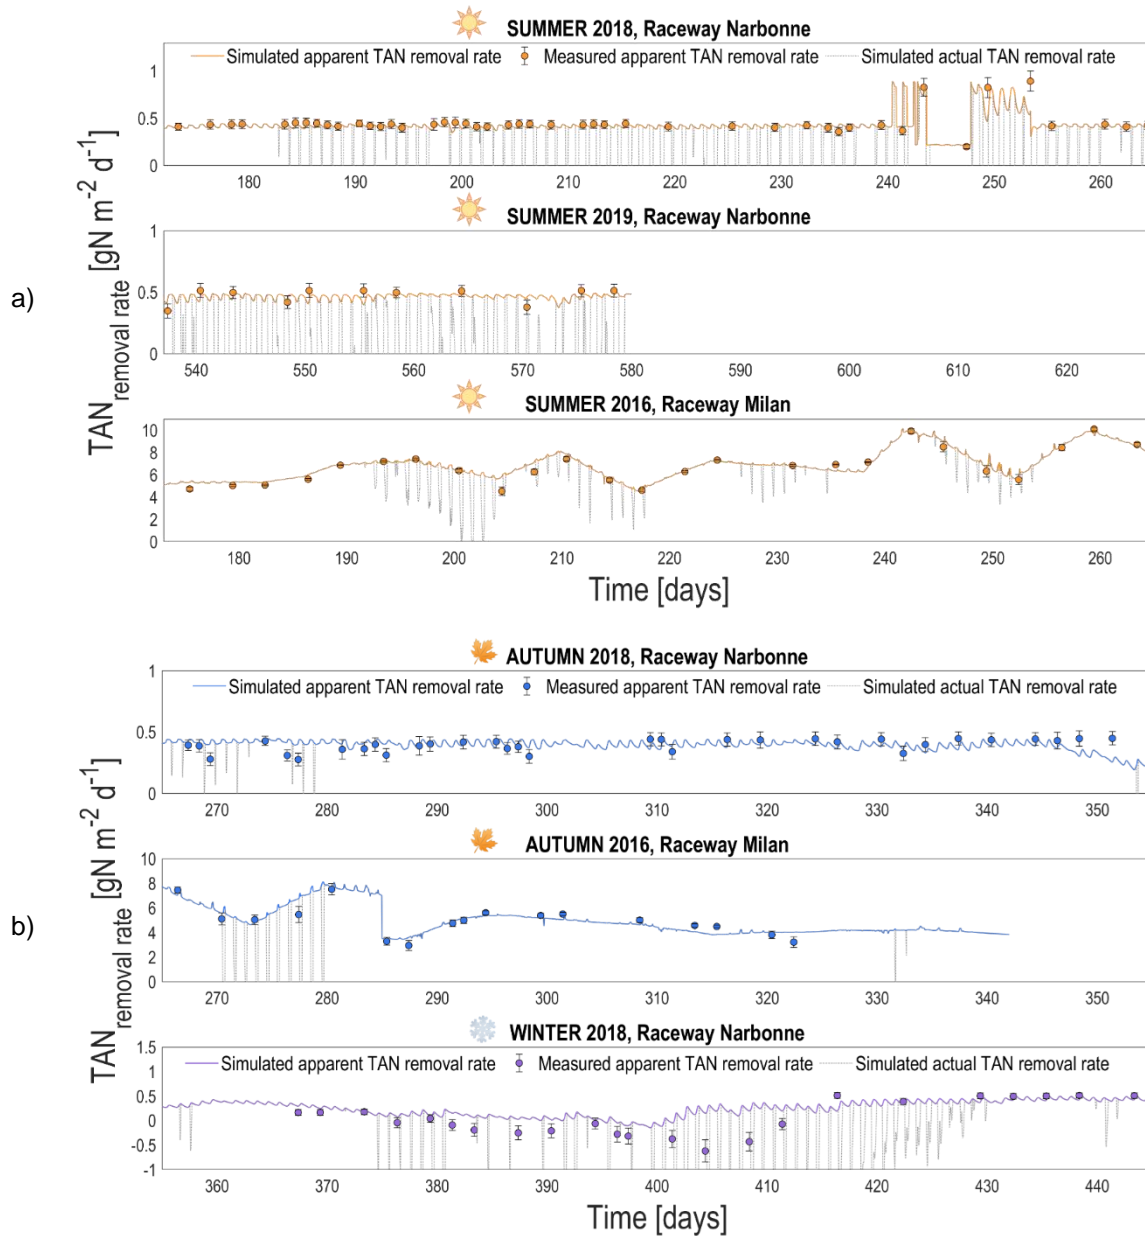 SUMMER 2018, Raceway Narbonne
Simulated apparent TAN removal rate Measured apparent TAN removal rate Simulated actual TAN removal rate
1
0.5
0
180 190 200 210 220 230 240 250 260
SUMMER 2019, Raceway Narbonne
1
0.5
0
540 550 560 570 580 590 600 610 620
SUMMER 2016, Raceway Milan
10
8
6
4
2
0
180 190 200 210 220 230 240 250 260
Time [days]
TAN removal rate [gN m-2 d-1]
a)
AUTUMN 2018, Raceway Narbonne
Simulated apparent TAN removal rate Measured apparent TAN removal rate Simulated actual TAN removal rate
1
0.5
0
270 280 290 300 310 320 330 340 350
AUTUMN 2016, Raceway Milan
10
8
6
4
2
0
270 280 290 300 310 320 330 340 350
WINTER 2018, Raceway Narbonne
Simulated apparent TAN removal rate Measured apparent TAN removal rate Simulated actual TAN removal rate
1.5
0.5
0
-0.5
-1
360 370 380 390 400 410 420 430 440
Time [days]
TAN removal rate [gN m-2 d-1]
b)